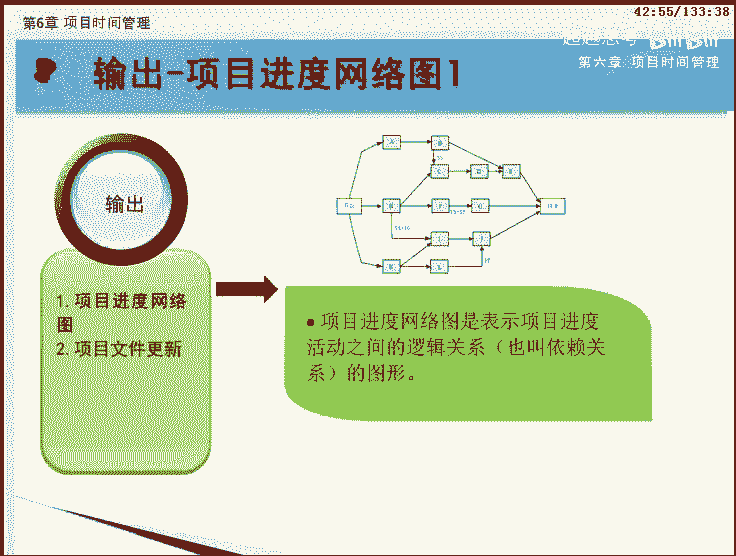 42:55/133:38
第6章 项目时间管理
输出-项目进度网络图1
第六章 项目时间管理
输出
1. 项目进度网络
图
2. 项目文件更新
● 项目进度网络图是表示项目进度
活动之间的逻辑关系（也叫依赖关
系）的图形。